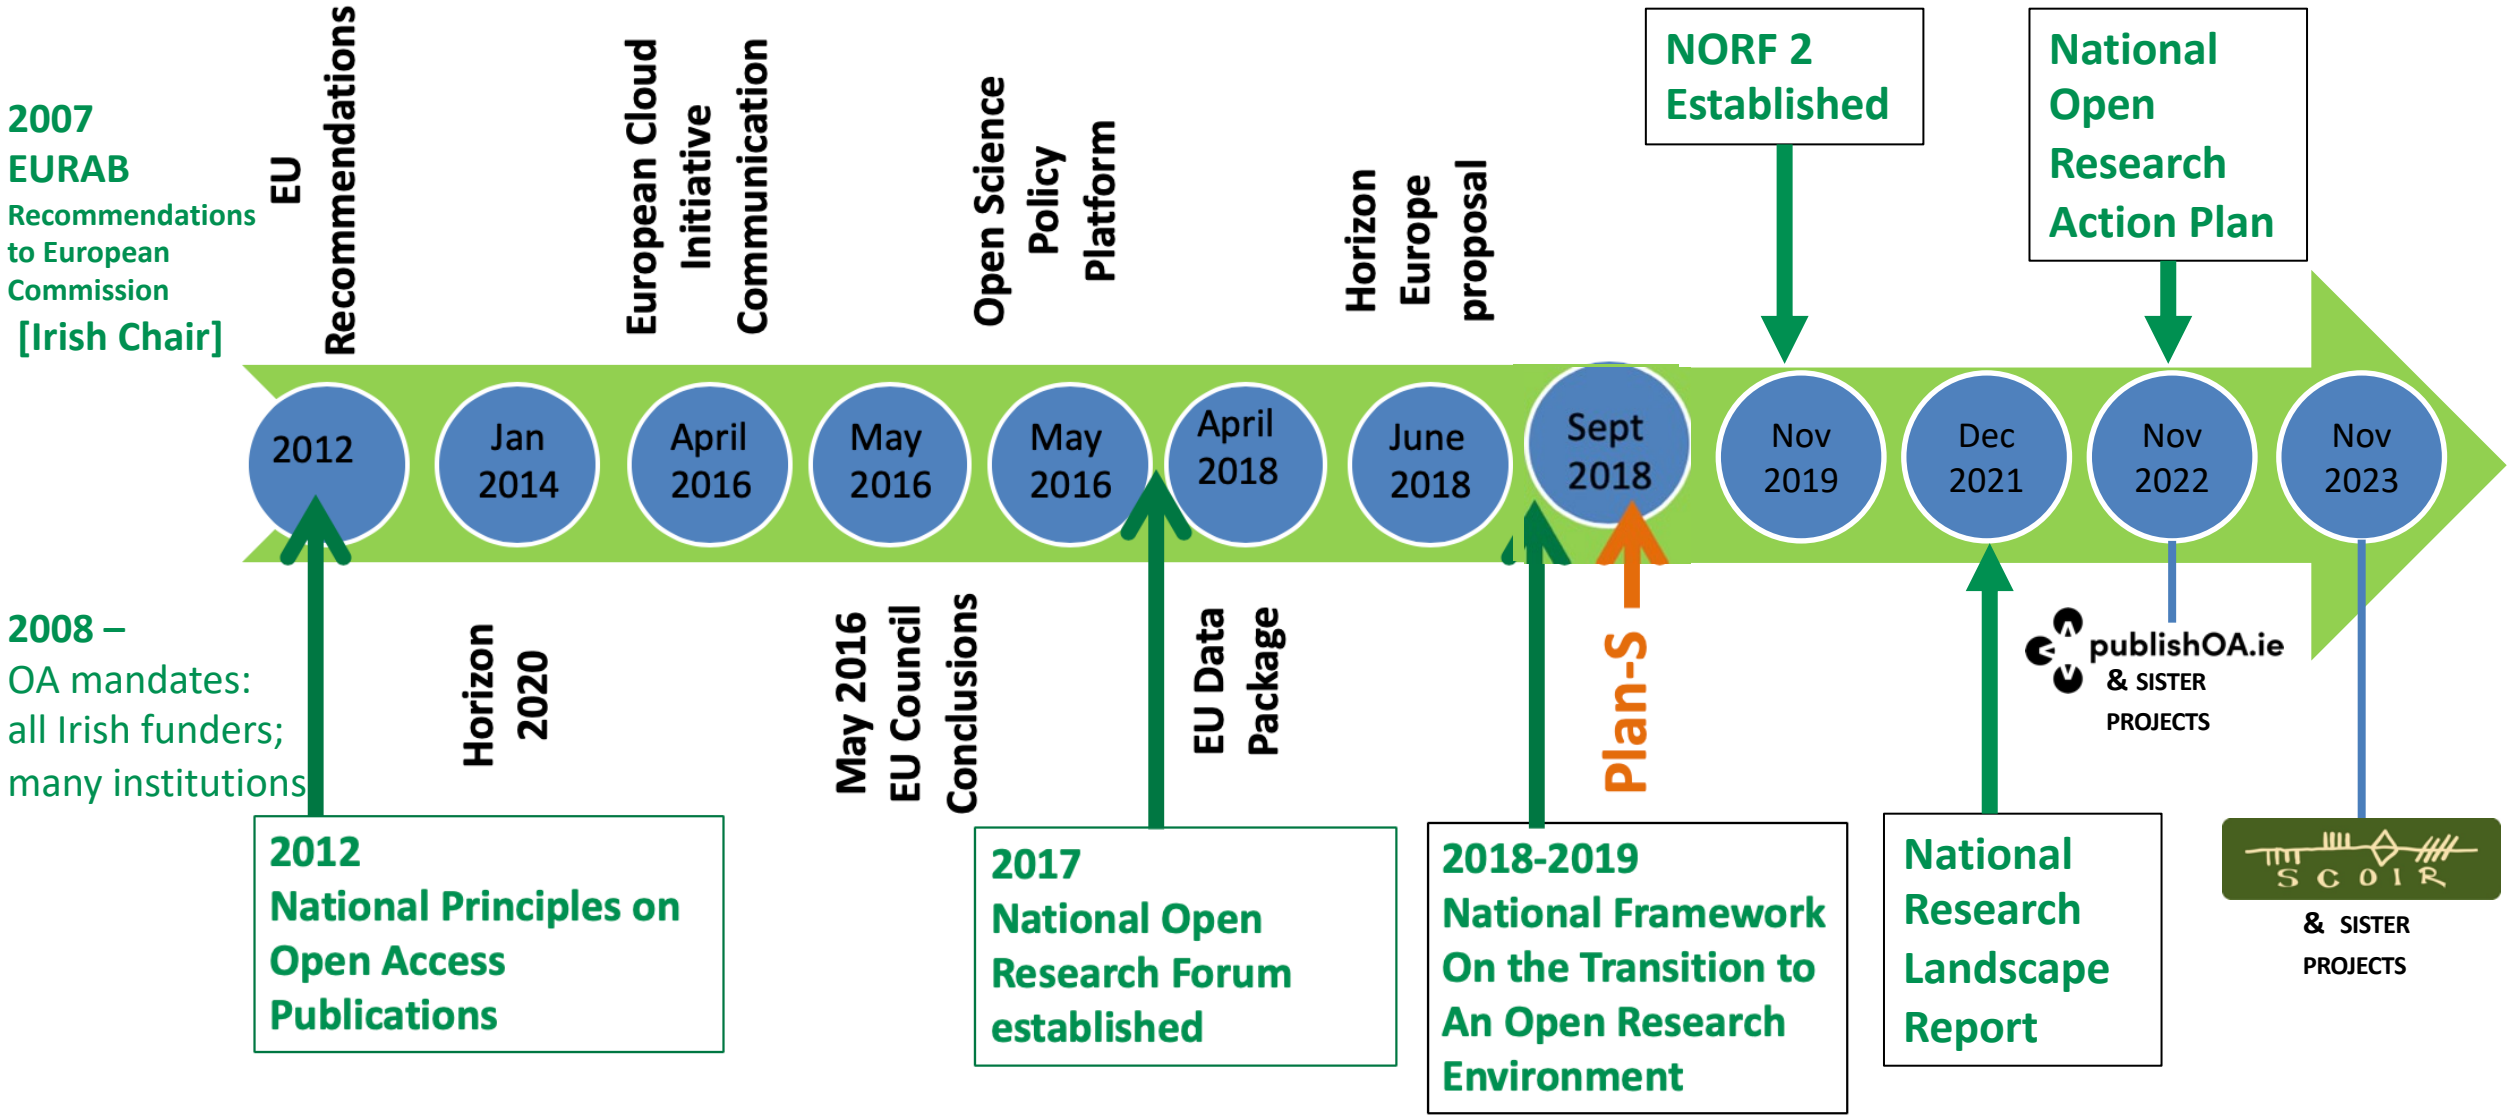 2007
EURAB
Recommendations
to European
Commission
[Irish Chair]
EU
Recommendations
European Cloud
Initiative
Communication
Open Science
Policy
Platform
Horizon
Europe
proposal
NORF 2
Established
National
Open
Research
Action Plan
2012
Jan
2014
April
2016
May
2016
May
2016
April
2018
June
2018
Sept
2018
Nov
2019
Dec
2021
Nov
2022
Nov
2023
2008 –
OA mandates:
all Irish funders;
many institutions
Horizon
2020
May 2016
EU Council
Conclusions
EU Data
Package
Plan-S
publishOA.ie
& SISTER
PROJECTS
2012
National Principles on
Open Access
Publications
2017
National Open
Research Forum
established
2018-2019
National Framework
On the Transition to
An Open Research
Environment
National
Research
Landscape
Report
SCOIR
& SISTER
PROJECTS